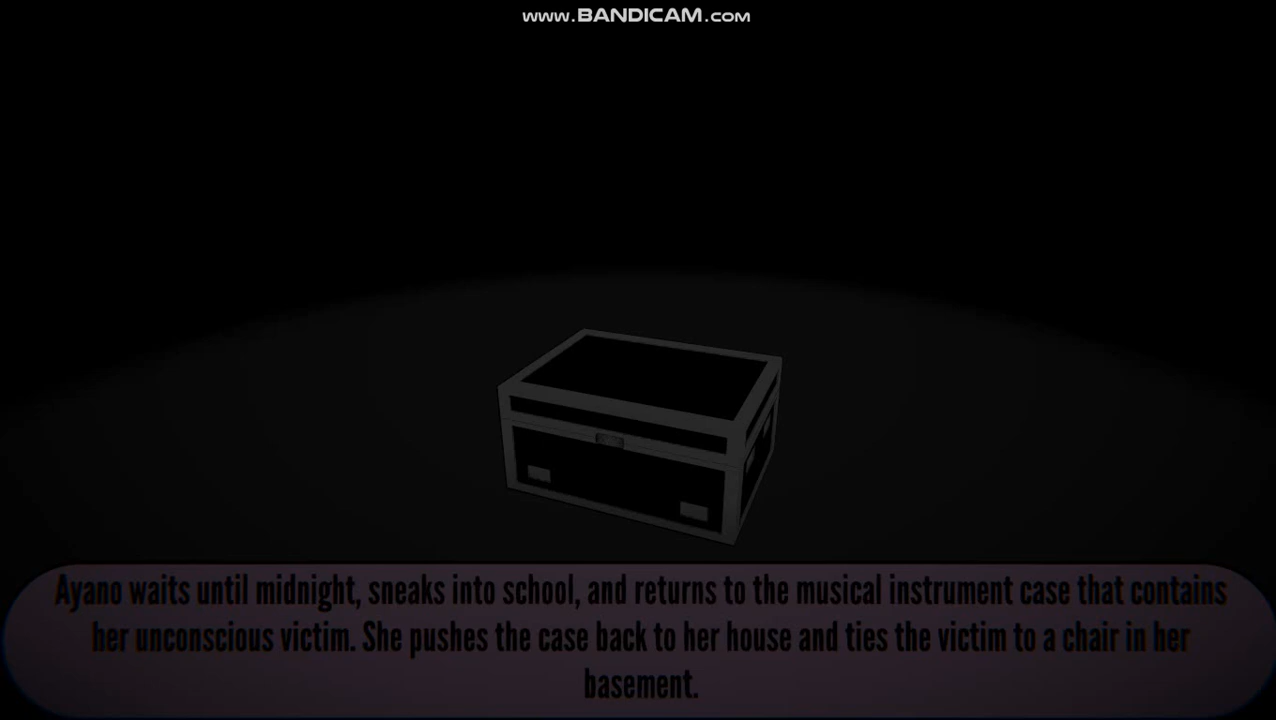 www.BANDICAM.com
Ayano waits until midnight, sneaks into school, and returns to the musical instrument case that contains
her unconscious victim. She pushes the case back to her house and ties the victim to a chair in her
basement.